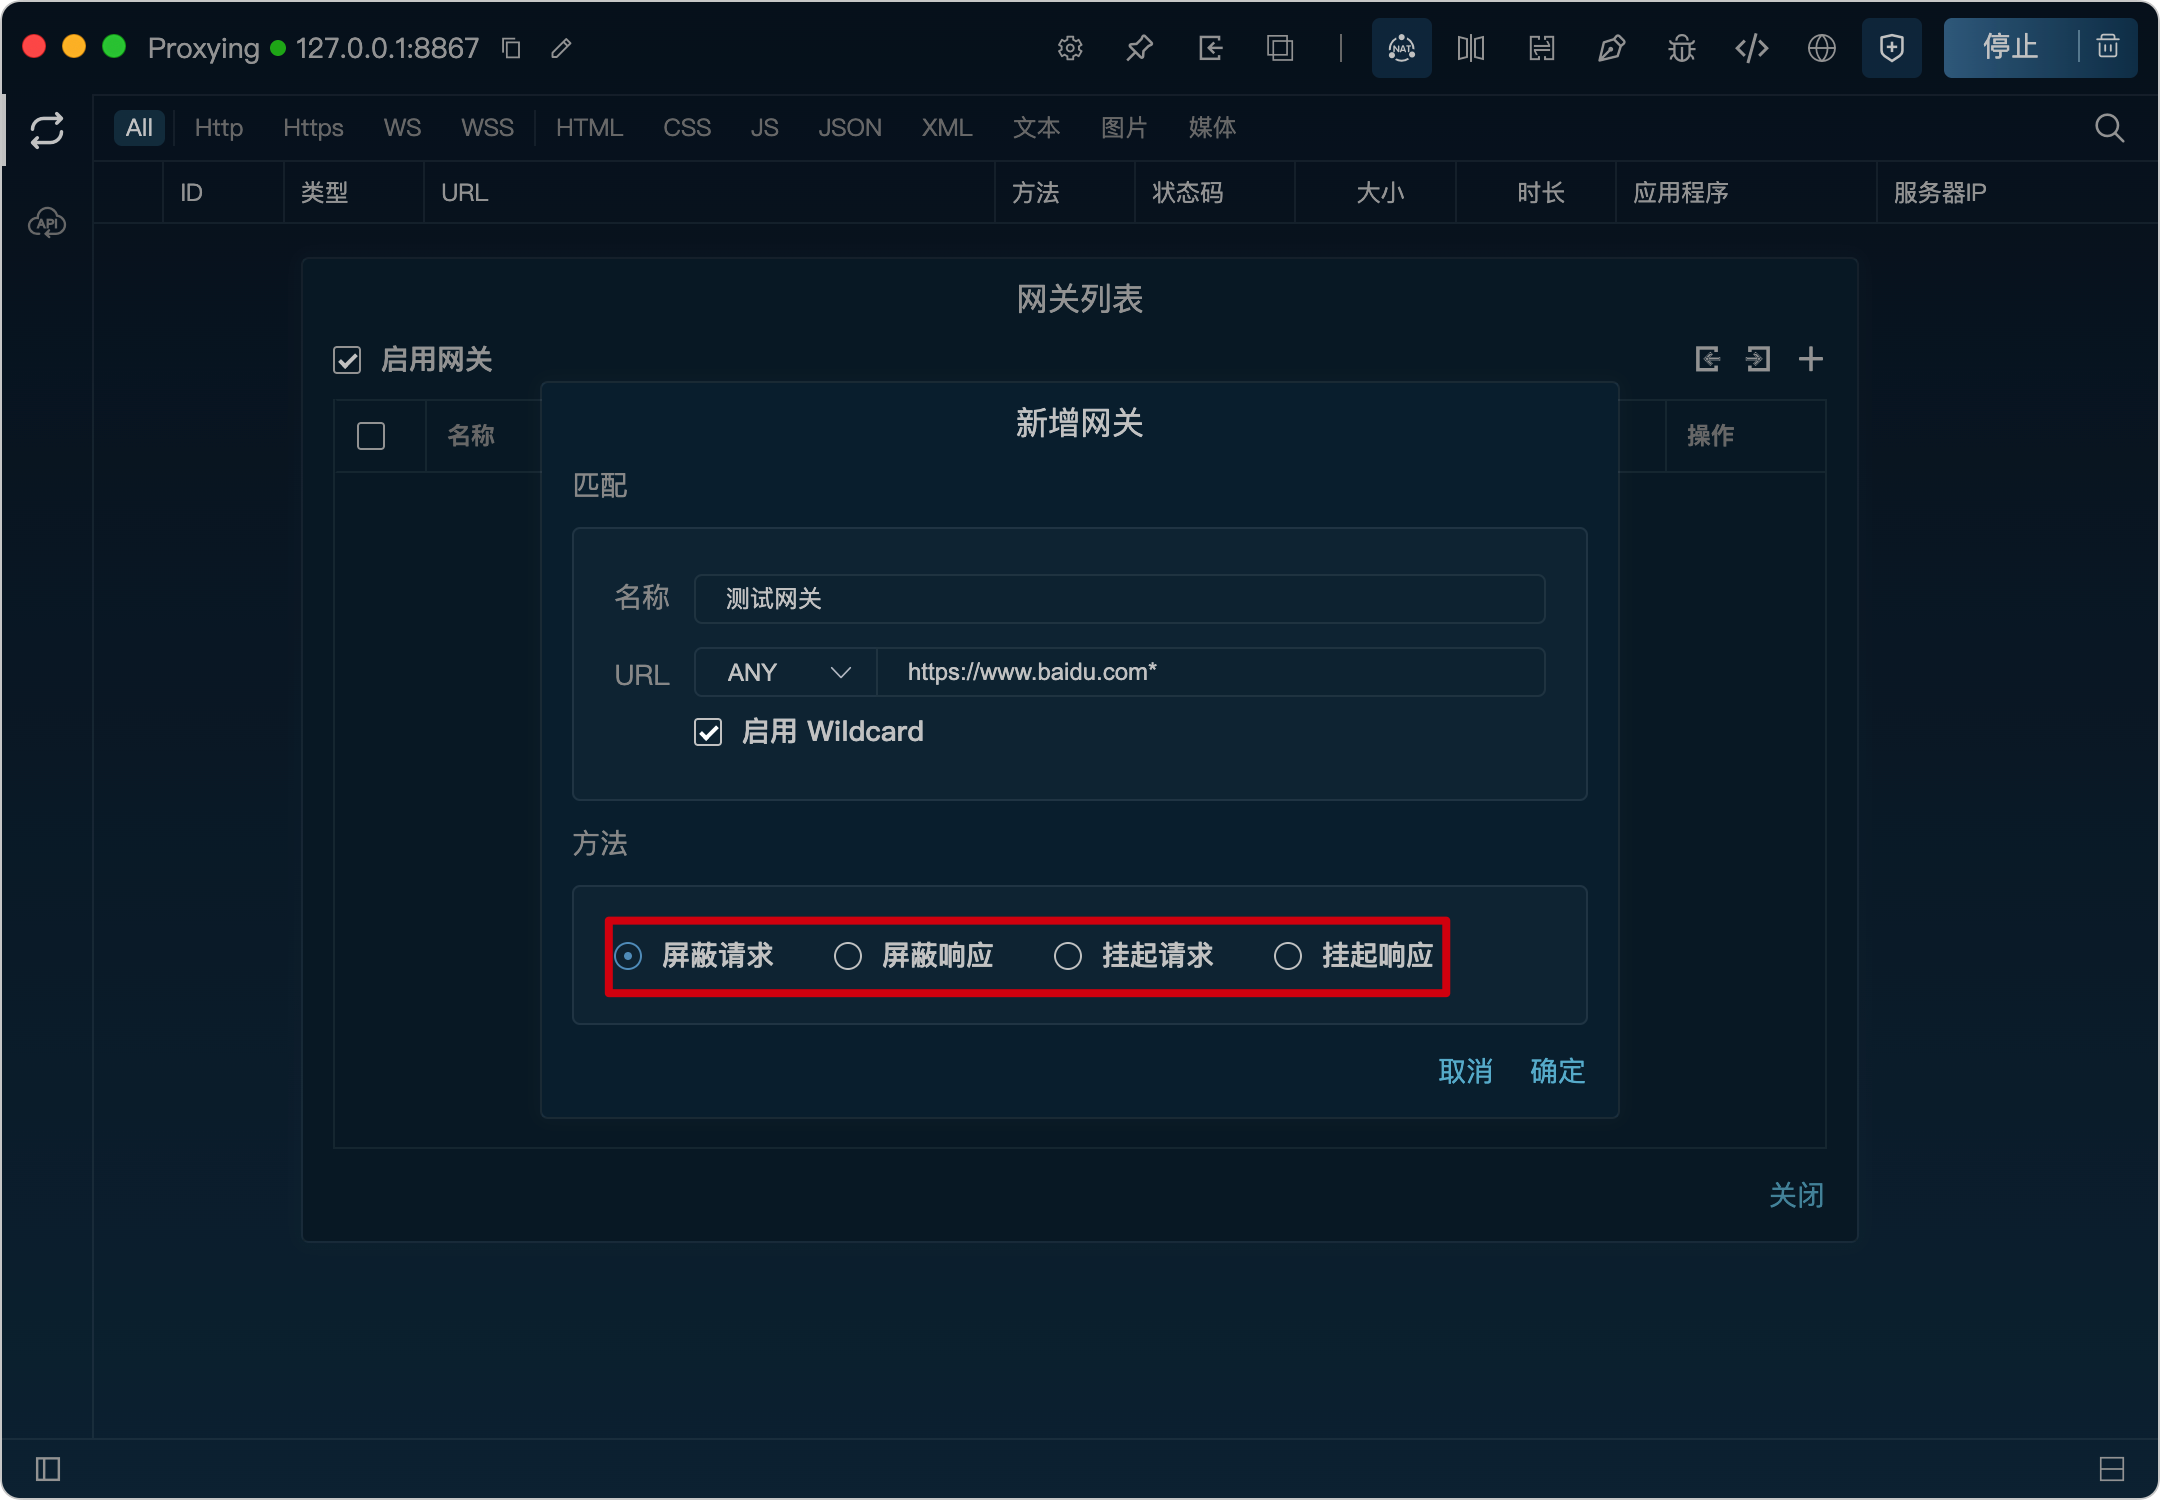 Proxying 127.0.0.1:8867
NAT
停止
All Http Https WS WSS HTML CSS JS JSON XML 文本 图片 媒体
API
ID 类型 URL 方法 状态码 大小 时长 应用程序 服务器IP
网关列表
启用网关
名称 操作
新增网关
匹配
名称 测试网关
URL ANY https://www.baidu.com*
启用 Wildcard
方法
屏蔽请求 屏蔽响应 挂起请求 挂起响应
取消 确定
关闭